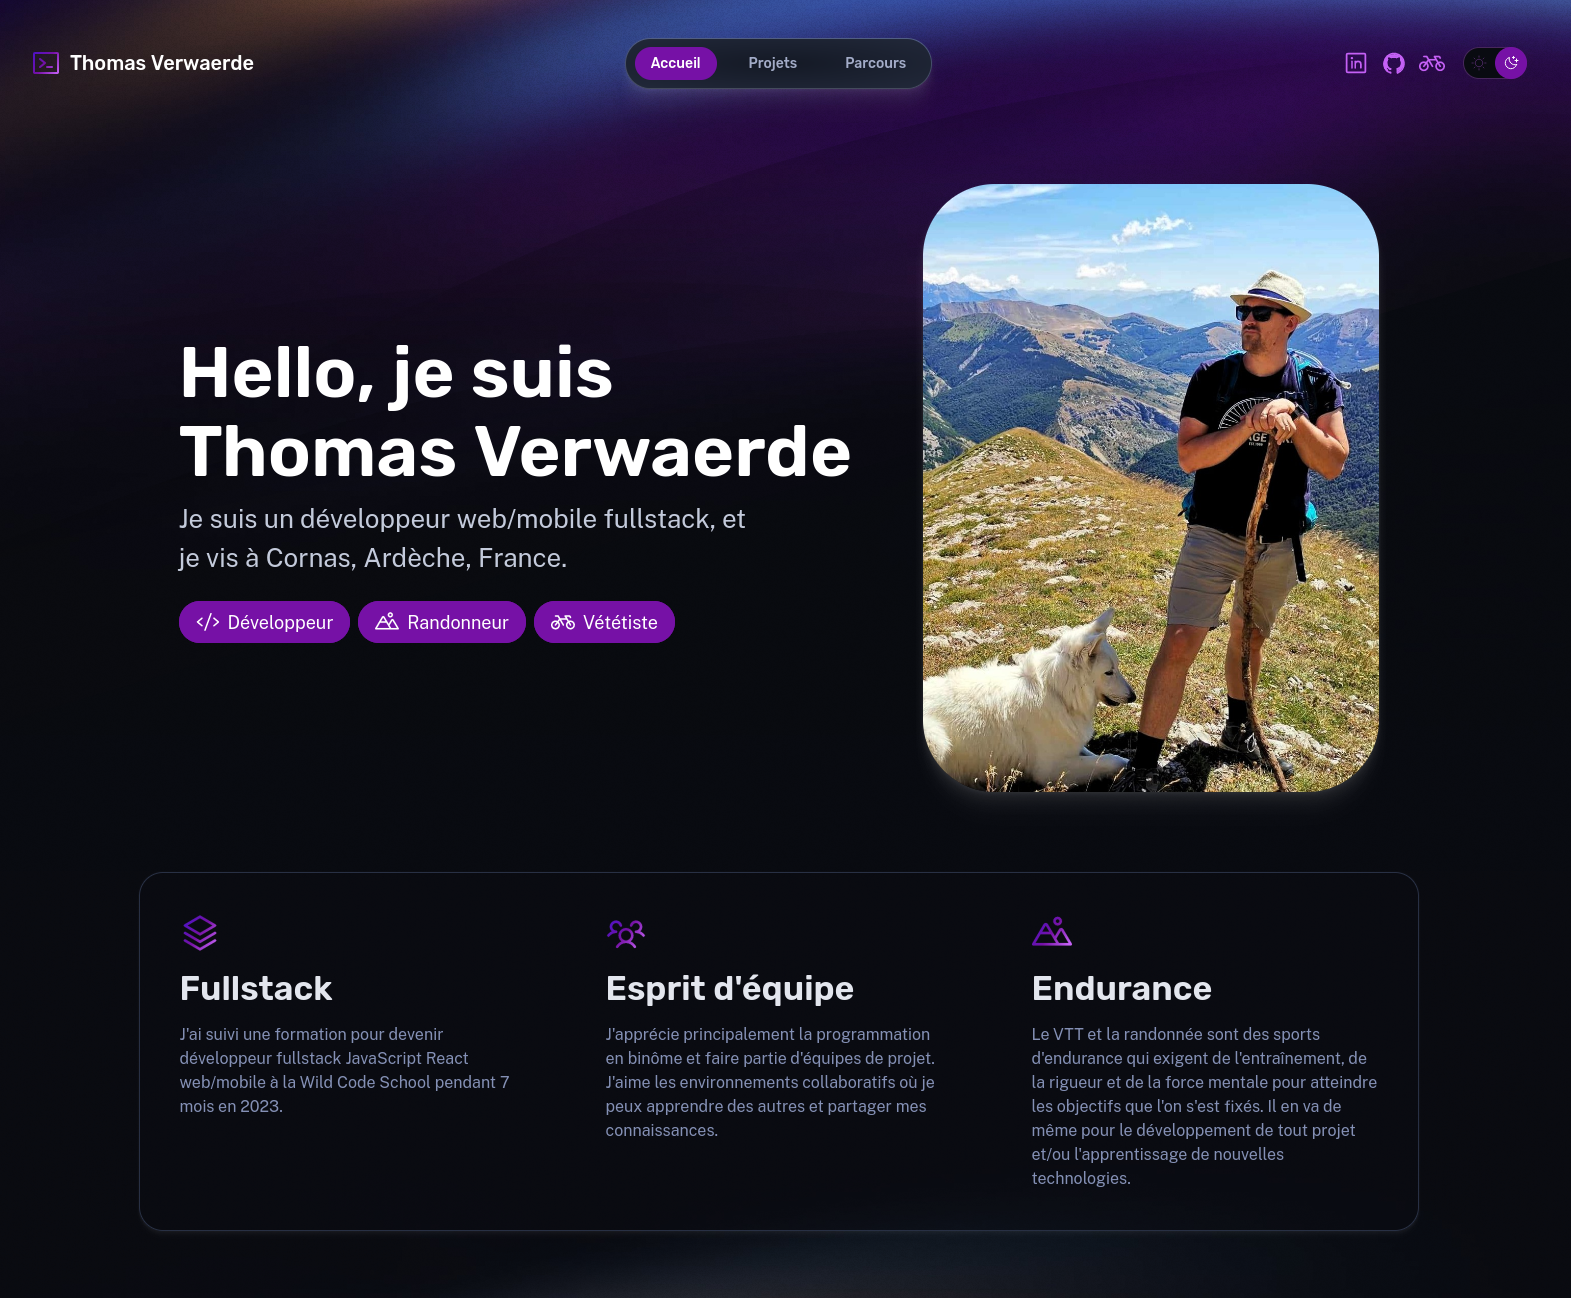 Thomas Verwaerde
Accueil
Projets
Parcours
Hello, je suis
Thomas Verwaerde
Je suis un développeur web/mobile fullstack, et
je vis à Cornas, Ardèche, France.
Développeur
Randonneur
Vététiste
Fullstack
J'ai suivi une formation pour devenir
développeur fullstack JavaScript React
web/mobile à la Wild Code School pendant 7
mois en 2023.
Esprit d'équipe
J'apprécie principalement la programmation
en binôme et faire partie d'équipes de projet.
J'aime les environnements collaboratifs où je
peux apprendre des autres et partager mes
connaissances.
Endurance
Le VTT et la randonnée sont des sports
d'endurance qui exigent de l'entraînement, de
la rigueur et de la force mentale pour atteindre
les objectifs que l'on s'est fixés. Il en va de
même pour le développement de tout projet
et/ou l'apprentissage de nouvelles
technologies.